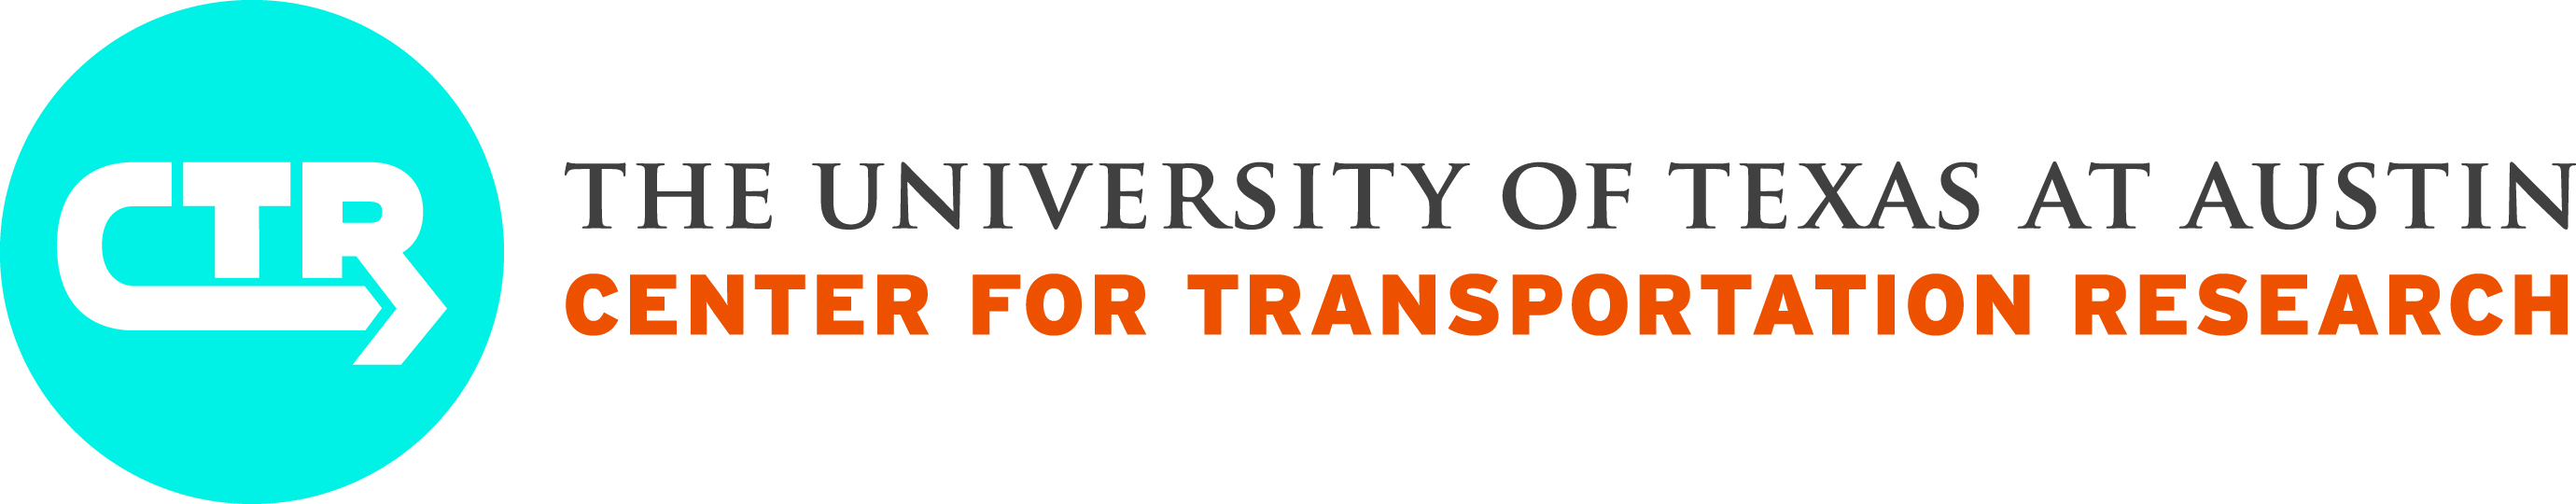 CTR
THE UNIVERSITY OF TEXAS AT AUSTIN
CENTER FOR TRANSPORTATION RESEARCH